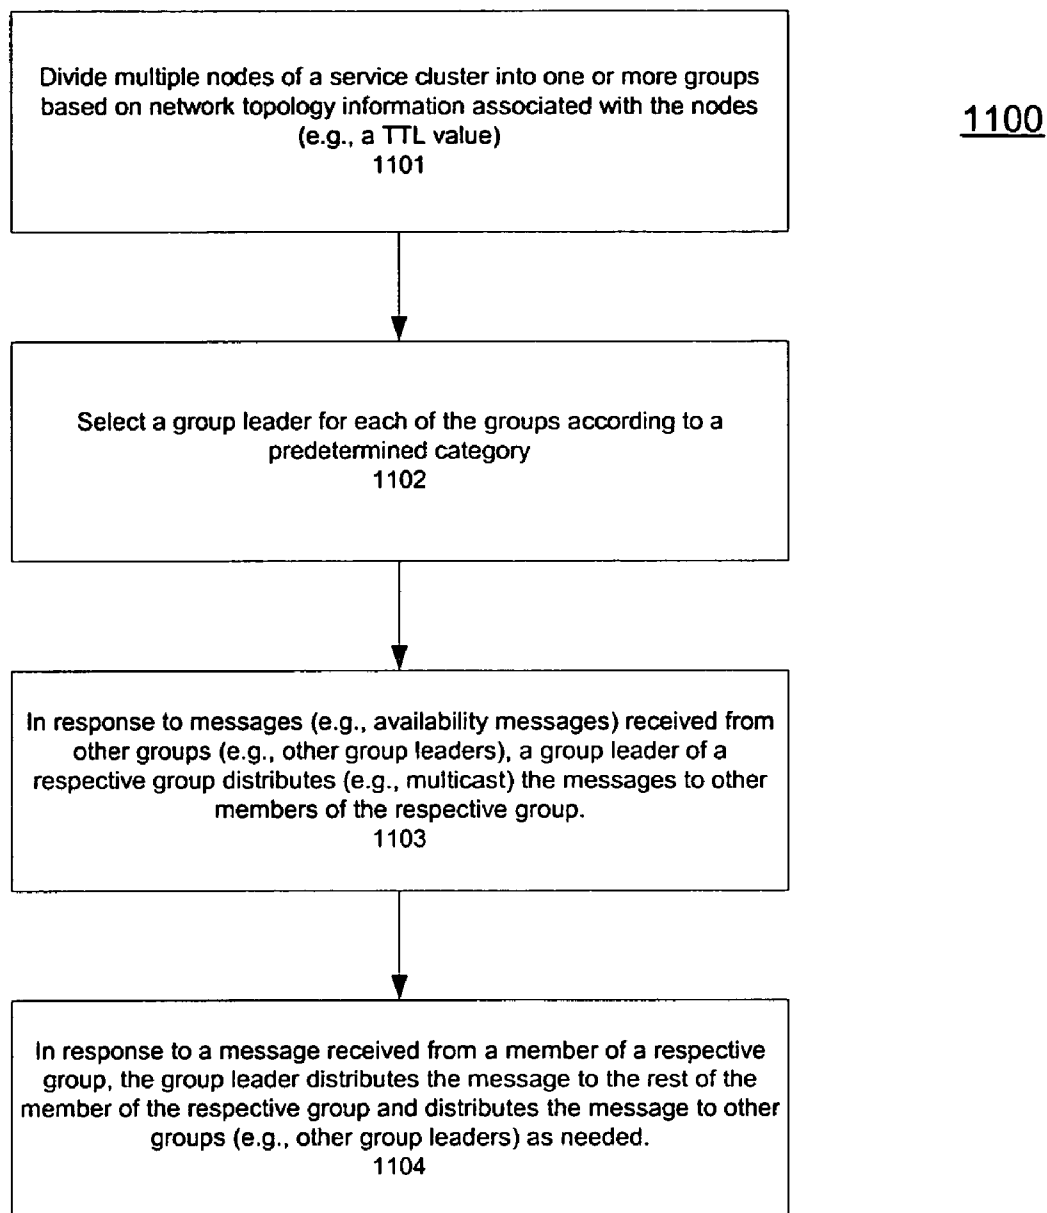 Divide multiple nodes of a service cluster into one or more groups
based on network topology information associated with the nodes
(e.g., a TTL value)
1101
1100
Select a group leader for each of the groups according to a
predetermined category
1102
In response to messages (e.g., availability messages) received from
other groups (e.g., other group leaders), a group leader of a
respective group distributes (e.g., multicast) the messages to other
members of the respective group.
1103
In response to a message received from a member of a respective
group, the group leader distributes the message to the rest of the
member of the respective group and distributes the message to other
groups (e.g., other group leaders) as needed.
1104